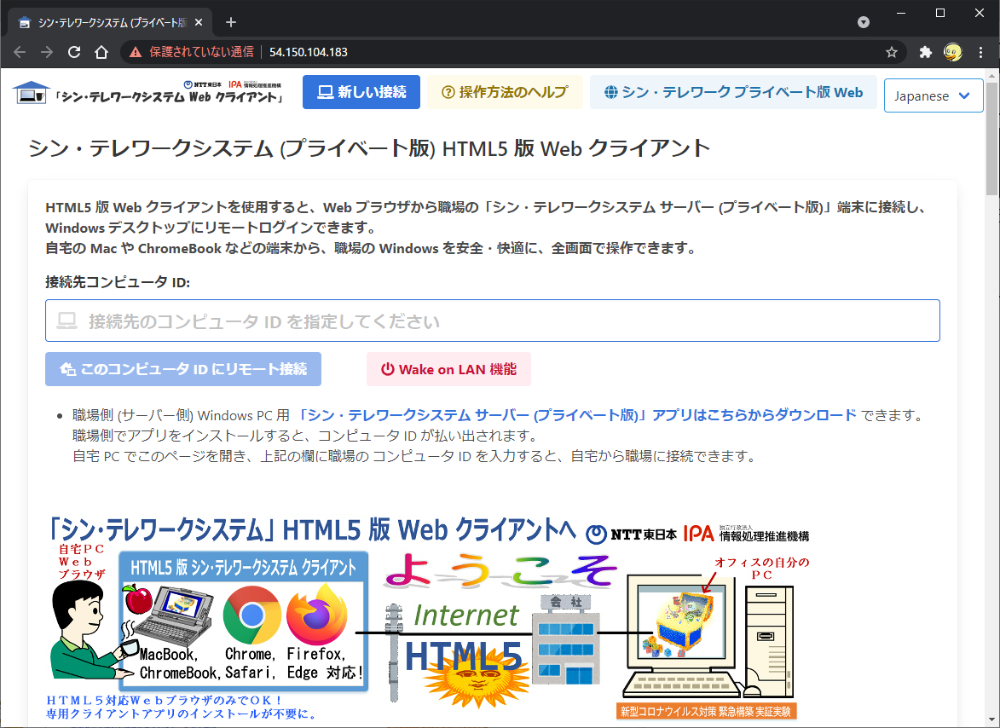 シン・テレワークシステム (プライベート版
保護されていない通信 54.150.104.183
NTT東日本 IPA 情報処理推進機構
「シン・テレワークシステム Web クライアント」
新しい接続
操作方法のヘルプ
シン・テレワーク プライベート版 Web
Japanese
シン・テレワークシステム (プライベート版) HTML5 版 Web クライアント
HTML5 版 Web クライアントを使用すると、Web ブラウザから職場の「シン・テレワークシステム サーバー (プライベート版)」端末に接続し、
Windows デスクトップにリモートログインできます。
自宅の Mac や ChromeBook などの端末から、職場の Windows を安全・快適に、全画面で操作できます。
接続先コンピュータ ID:
接続先のコンピュータ ID を指定してください
このコンピュータ ID にリモート接続
Wake on LAN 機能
職場側 (サーバー側) Windows PC 用 「シン・テレワークシステム サーバー (プライベート版)」アプリはこちらからダウンロード できます。
職場側でアプリをインストールすると、コンピュータ ID が払い出されます。
自宅 PC でこのページを開き、上記の欄に職場の コンピュータ ID を入力すると、自宅から職場に接続できます。
「シン・テレワークシステム」 HTML5 版 Web クライアントへ
NTT東日本
IPA 独立行政法人
情報処理推進機構
自宅ＰＣ
Ｗｅｂ
ブラウザ
HTML5 版 シン・テレワークシステム クライアント
ようこそ
オフィスの自分の
ＰＣ
会 社
Internet
HTML5
MacBook,
ChromeBook,
Chrome,
Safari,
Firefox,
Edge 対応!
ＨＴＭＬ５対応ＷｅｂブラウザのみでＯＫ！
専用クライアントアプリのインストールが不要に。
新型コロナウイルス対策 緊急構築 実証実験